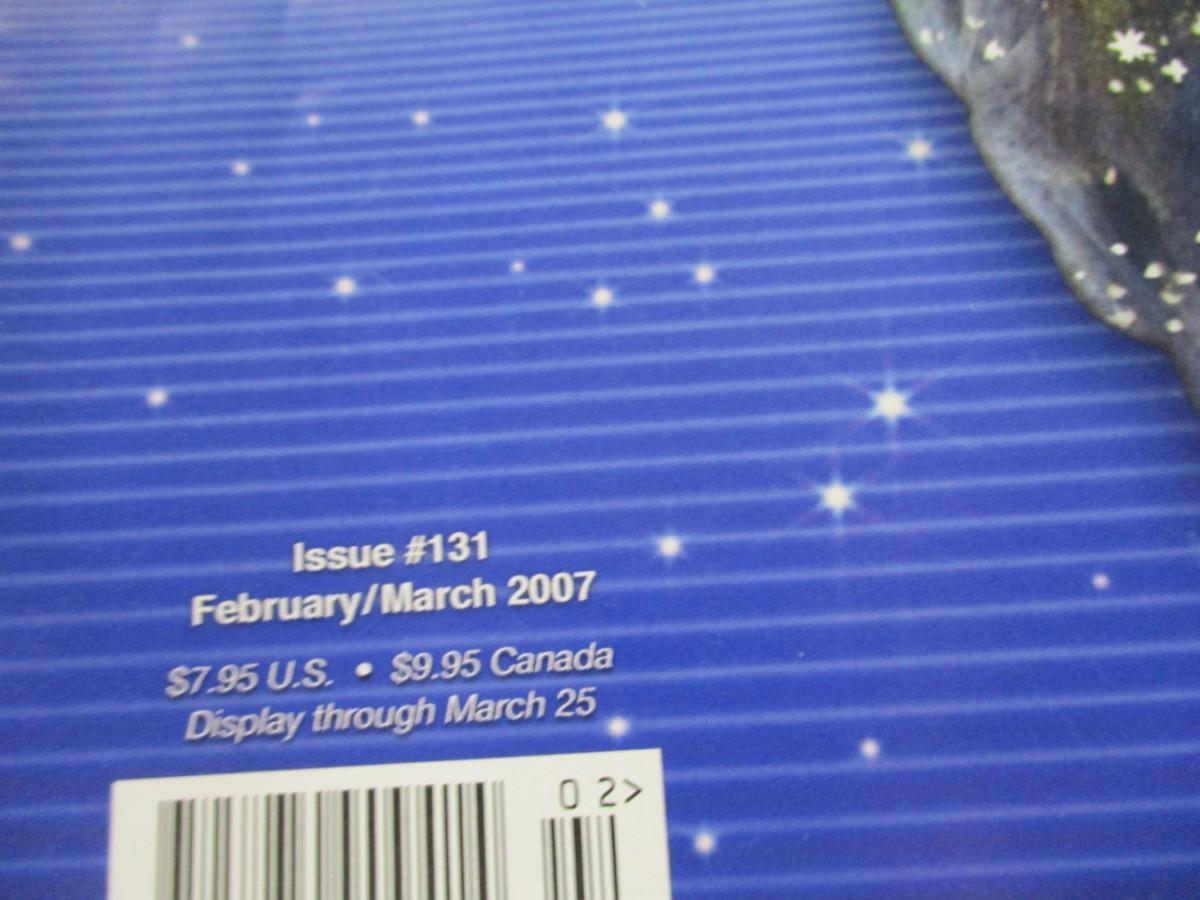 Issue #131
February/March 2007
$7.95 U.S. • $9.95 Canada
Display through March 25
0 2>